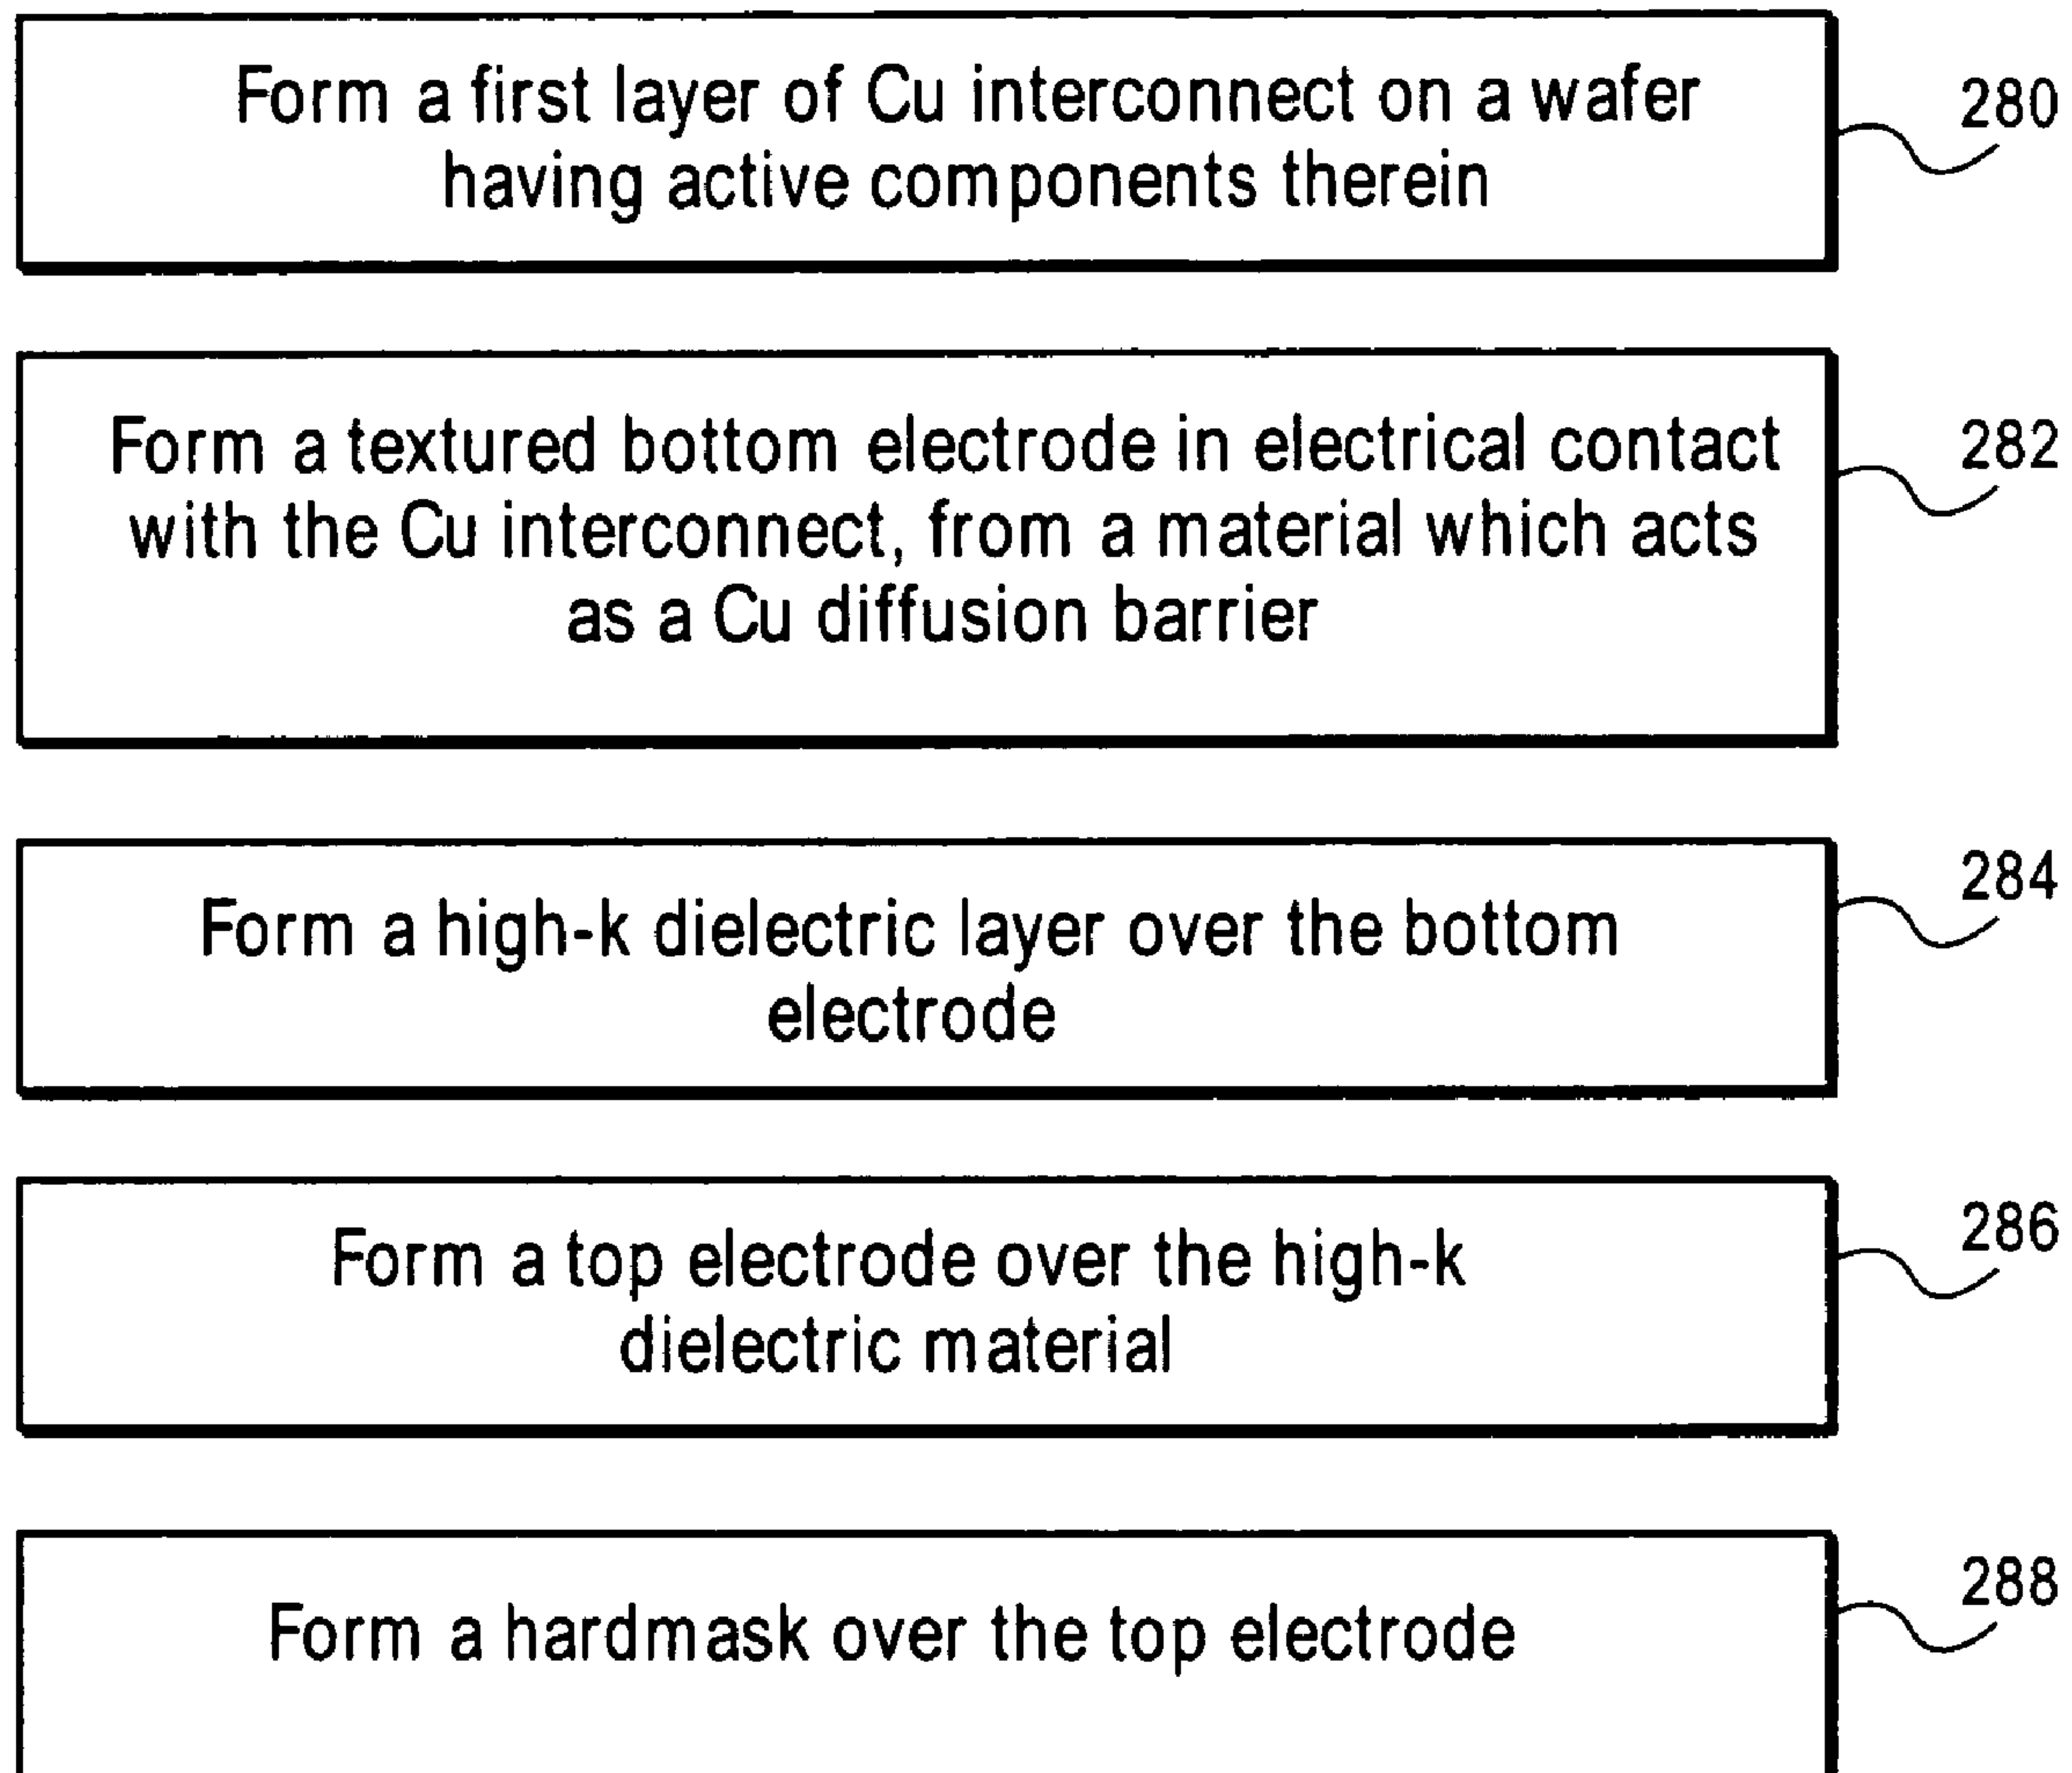 Form a first layer of Cu interconnect on a wafer
having active components therein
280
Form a textured bottom electrode in electrical contact
with the Cu interconnect, from a material which acts
as a Cu diffusion barrier
282
Form a high-k dielectric layer over the bottom
electrode
284
Form a top electrode over the high-k
dielectric material
286
Form a hardmask over the top electrode
288